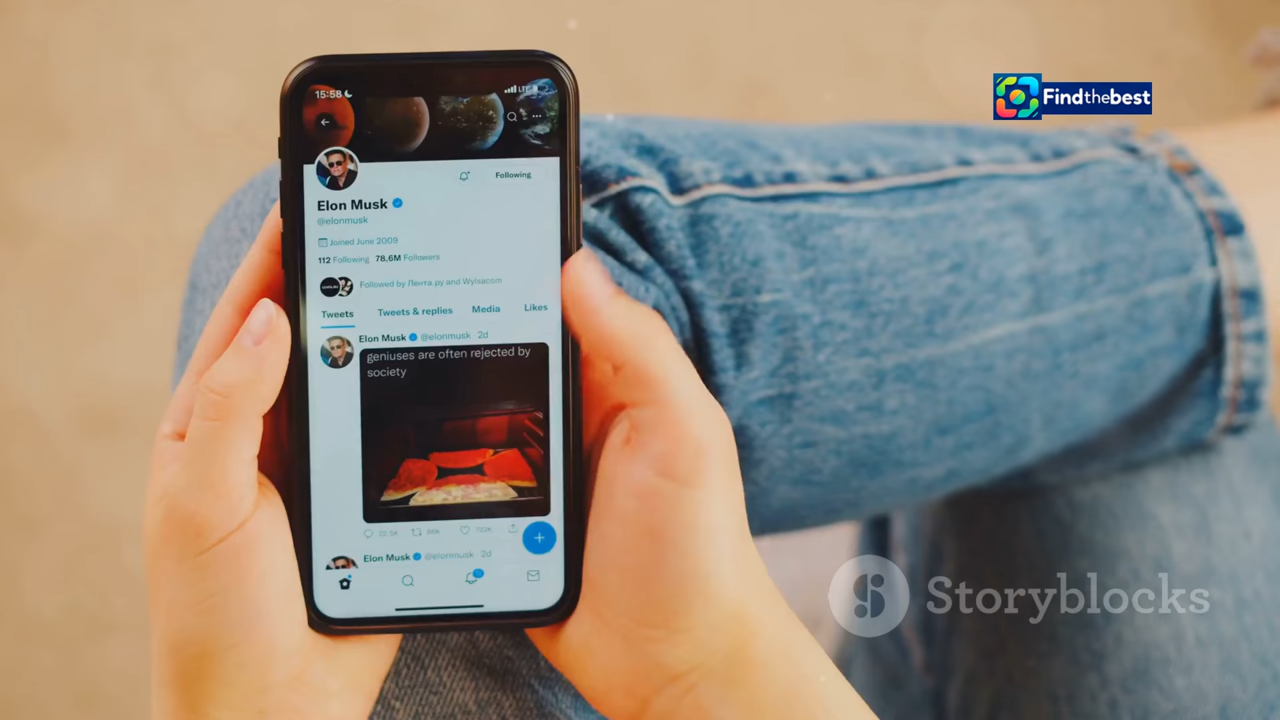 Findthebest
15:58
LTE
Following
Elon Musk
@elonmusk
Joined June 2009
112 Following 78,6M Followers
Followed by Лента ру and Wylsacom
Tweets Tweets & replies Media Likes
Elon Musk @elonmusk · 2d
geniuses are often rejected by
society
Elon Musk @elonmusk · 2d
Storyblocks